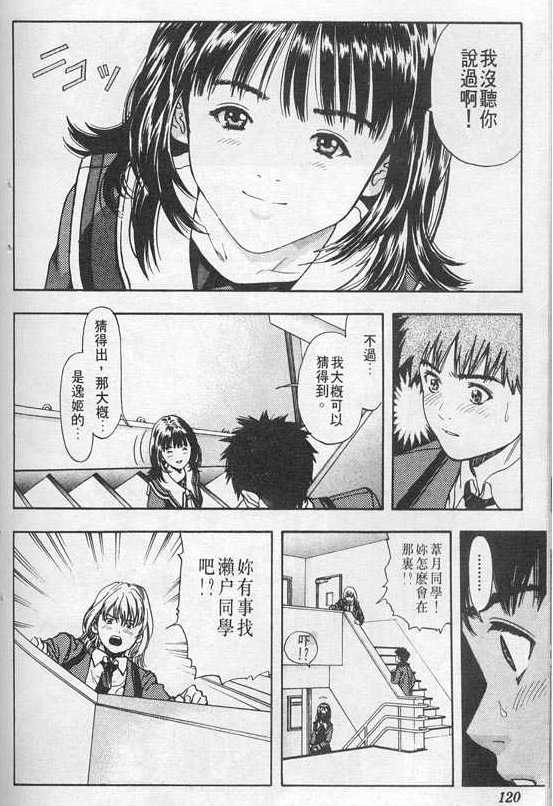 我沒聽你
說過啊！
ニコッ
不過…
我大概可以
猜得到。
猜得出，那大概…
是逸姬的…
…………
葦月同學！
妳怎麼會在
那裏!?
吓!?
妳有事找
瀨户同學
吧!?
120